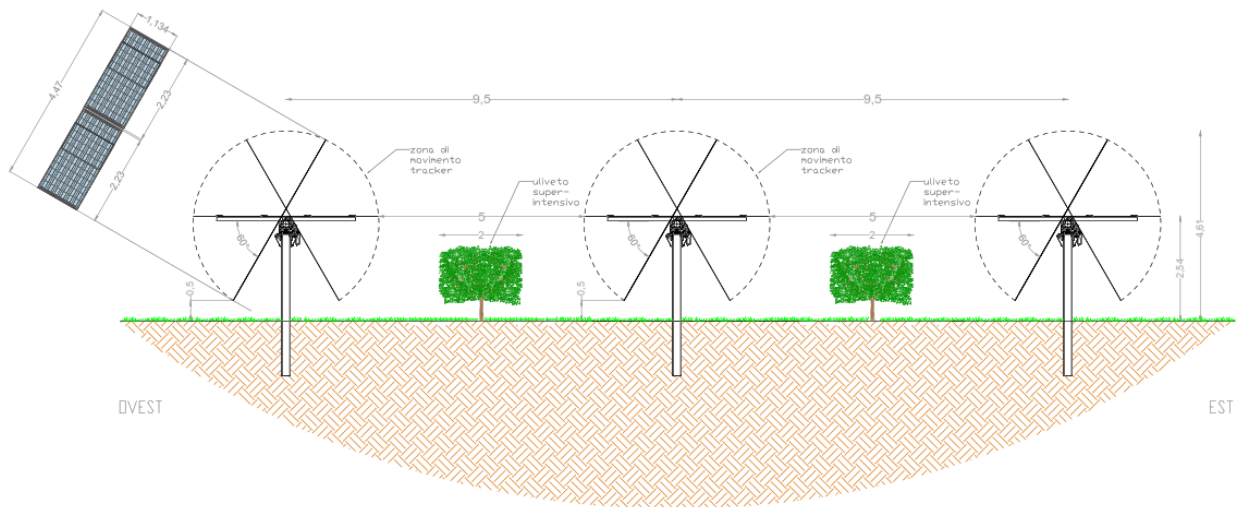 1,134
4,47
2,23
2,23
9,5
9,5
zona di
movimento
tracker
zona di
movimento
tracker
uliveto
super-
intensivo
uliveto
super-
intensivo
5
5
2
2
60°
60°
60°
0,5
0,5
2,54
4,61
OVEST
EST